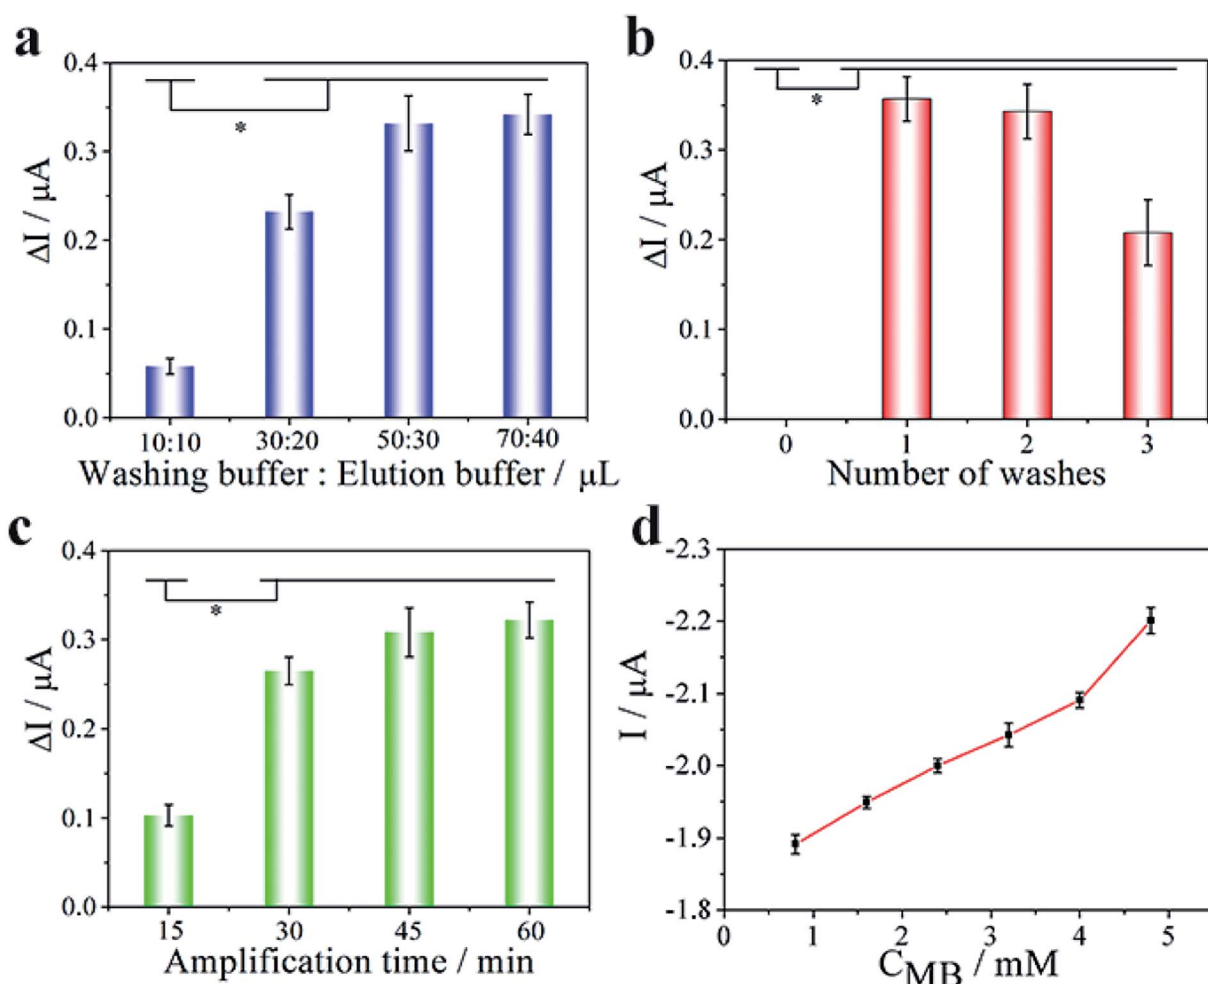 a
0.4
0.3
0.2
0.1
0.0
ΔI / μA
*
10:10 30:20 50:30 70:40
Washing buffer : Elution buffer / μL
b
0.4
0.3
0.2
0.1
0.0
ΔI / μA
*
0 1 2 3
Number of washes
c
0.4
0.3
0.2
0.1
0.0
ΔI / μA
*
15 30 45 60
Amplification time / min
d
-2.3
-2.2
-2.1
-2.0
-1.9
-1.8
I / μA
0 1 2 3 4 5
C_MB / mM